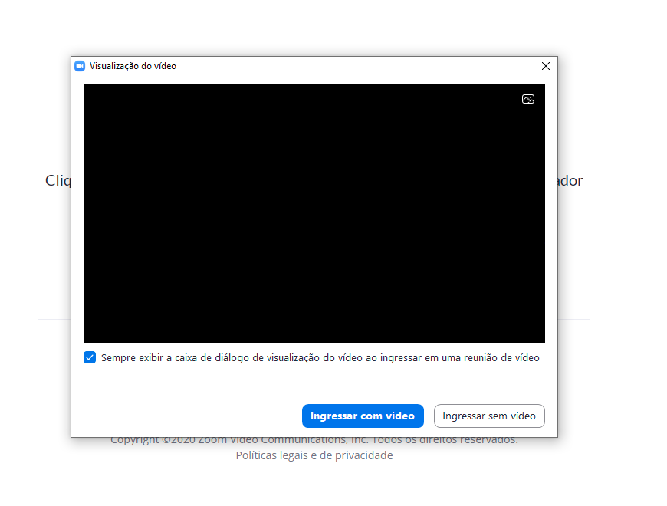 Visualização do vídeo
Sempre exibir a caixa de diálogo de visualização do vídeo ao ingressar em uma reunião de vídeo
Ingressar com vídeo
Ingressar sem vídeo
Copyright ©2020 Zoom Video Communications, Inc. Todos os direitos reservados.
Políticas legais e de privacidade